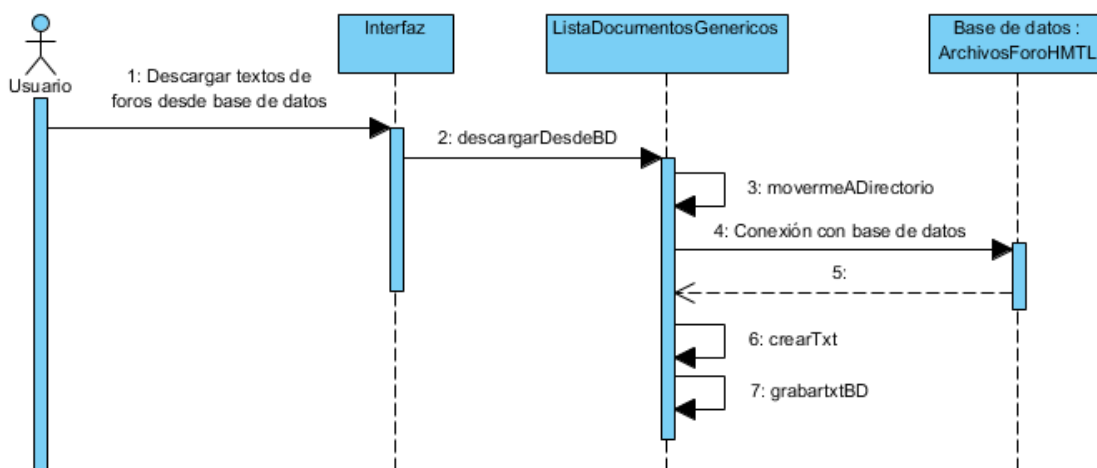 Interfaz
ListaDocumentosGenericos
Base de datos :
ArchivosForoHMTL
Usuario
1: Descargar textos de
foros desde base de datos
2: descargarDesdeBD
3: movermeADirectorio
4: Conexión con base de datos
5:
6: crearTxt
7: grabartxtBD